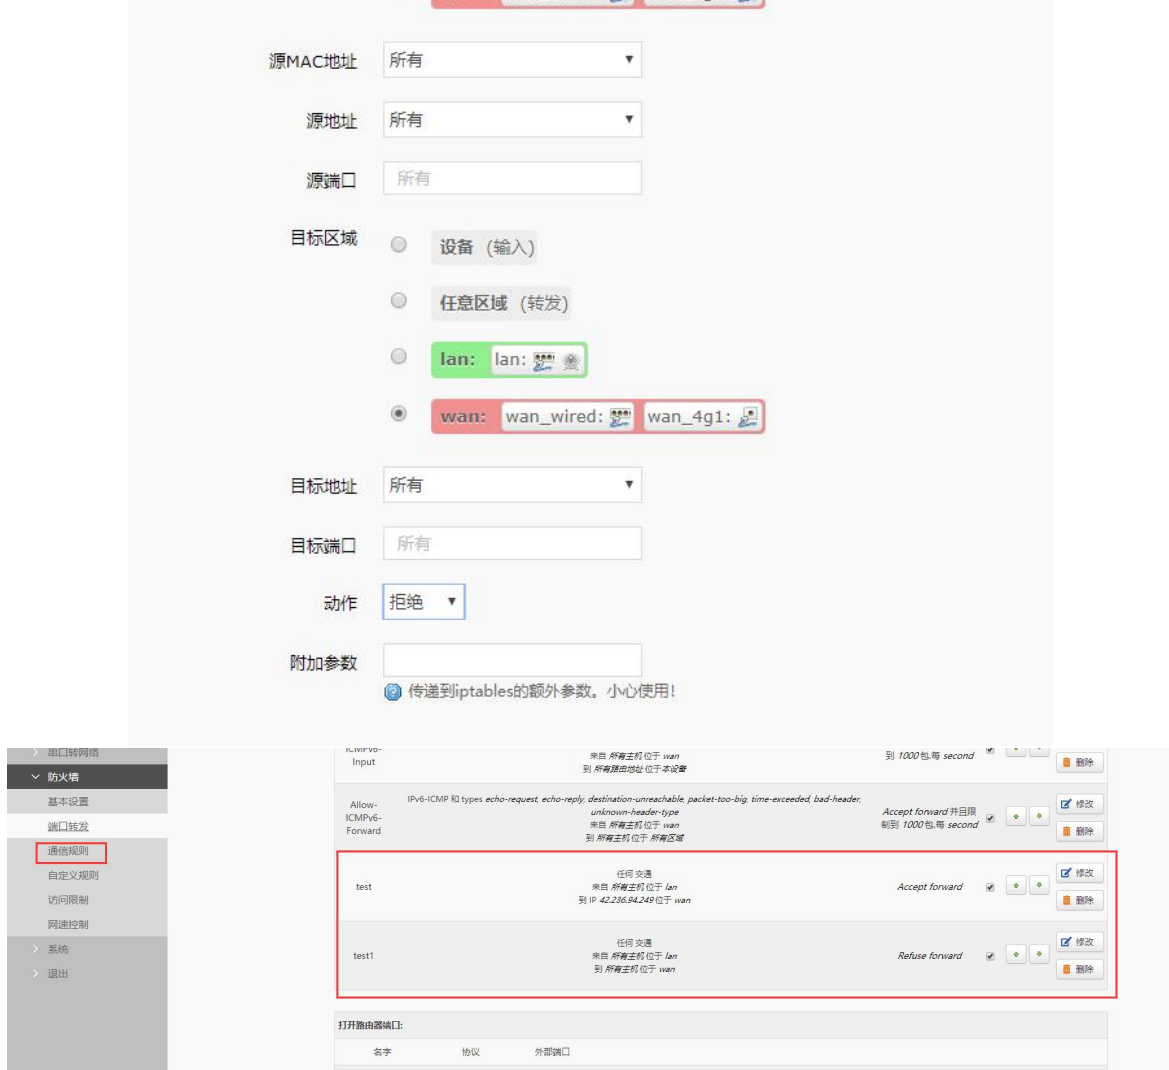 源MAC地址 所有
源地址 所有
源端口 所有
目标区域 设备 (输入)
任意区域 (转发)
lan: lan:
wan: wan_wired: wan_4g1:
目标地址 所有
目标端口 所有
动作 拒绝
附加参数
传递到iptables的额外参数。小心使用!
串口转网络
防火墙
基本设置
端口转发
通信规则
自定义规则
访问限制
网速控制
系统
退出
ICMPv6-
Input
来自 所有主机 位于 wan
到 所有路由地址 位于 本设备
到 1000 包.每 second
删除
Allow-
ICMPv6-
Forward
IPv6-ICMP 和 types echo-request, echo-reply, destination-unreachable, packet-too-big, time-exceeded, bad-header,
unknown-header-type
来自 所有主机 位于 wan
到 所有主机 位于 所有区域
Accept forward 并且限
制到 1000 包.每 second
修改
删除
test
任何 交通
来自 所有主机 位于 lan
到 IP 42.236.94.249 位于 wan
Accept forward
修改
删除
test1
任何 交通
来自 所有主机 位于 lan
到 所有主机 位于 wan
Refuse forward
修改
删除
打开路由器端口:
名字 协议 外部端口